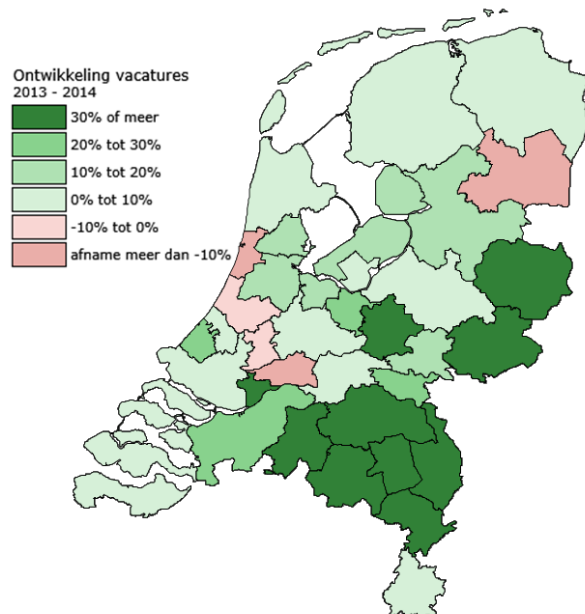 Ontwikkeling vacatures
2013 - 2014
30% of meer
20% tot 30%
10% tot 20%
0% tot 10%
-10% tot 0%
afname meer dan -10%